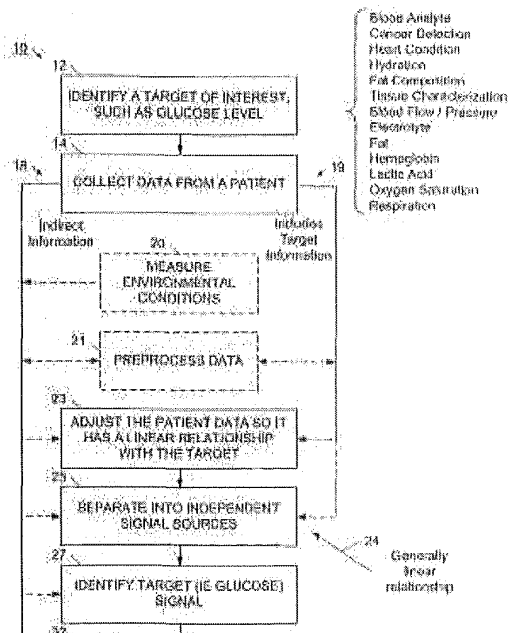 10
12
IDENTIFY A TARGET OF INTEREST,
SUCH AS GLUCOSE LEVEL
Blood Analyte
Cancer Detection
Heart Condition
Hydration
Fat Composition
Tissue Characterization
Blood Flow / Pressure
Electrolyte
Fat
Hemoglobin
Lactic Acid
Oxygen Saturation
Respiration
14
COLLECT DATA FROM A PATIENT
18
19
Indirect
Information
Includes
Target
Information
20
MEASURE
ENVIRONMENTAL
CONDITIONS
21
PREPROCESS DATA
23
ADJUST THE PATIENT DATA SO IT
HAS A LINEAR RELATIONSHIP
WITH THE TARGET
25
SEPARATE INTO INDEPENDENT
SIGNAL SOURCES
24
Generally
linear
relationship
27
IDENTIFY TARGET (IE GLUCOSE)
SIGNAL
32